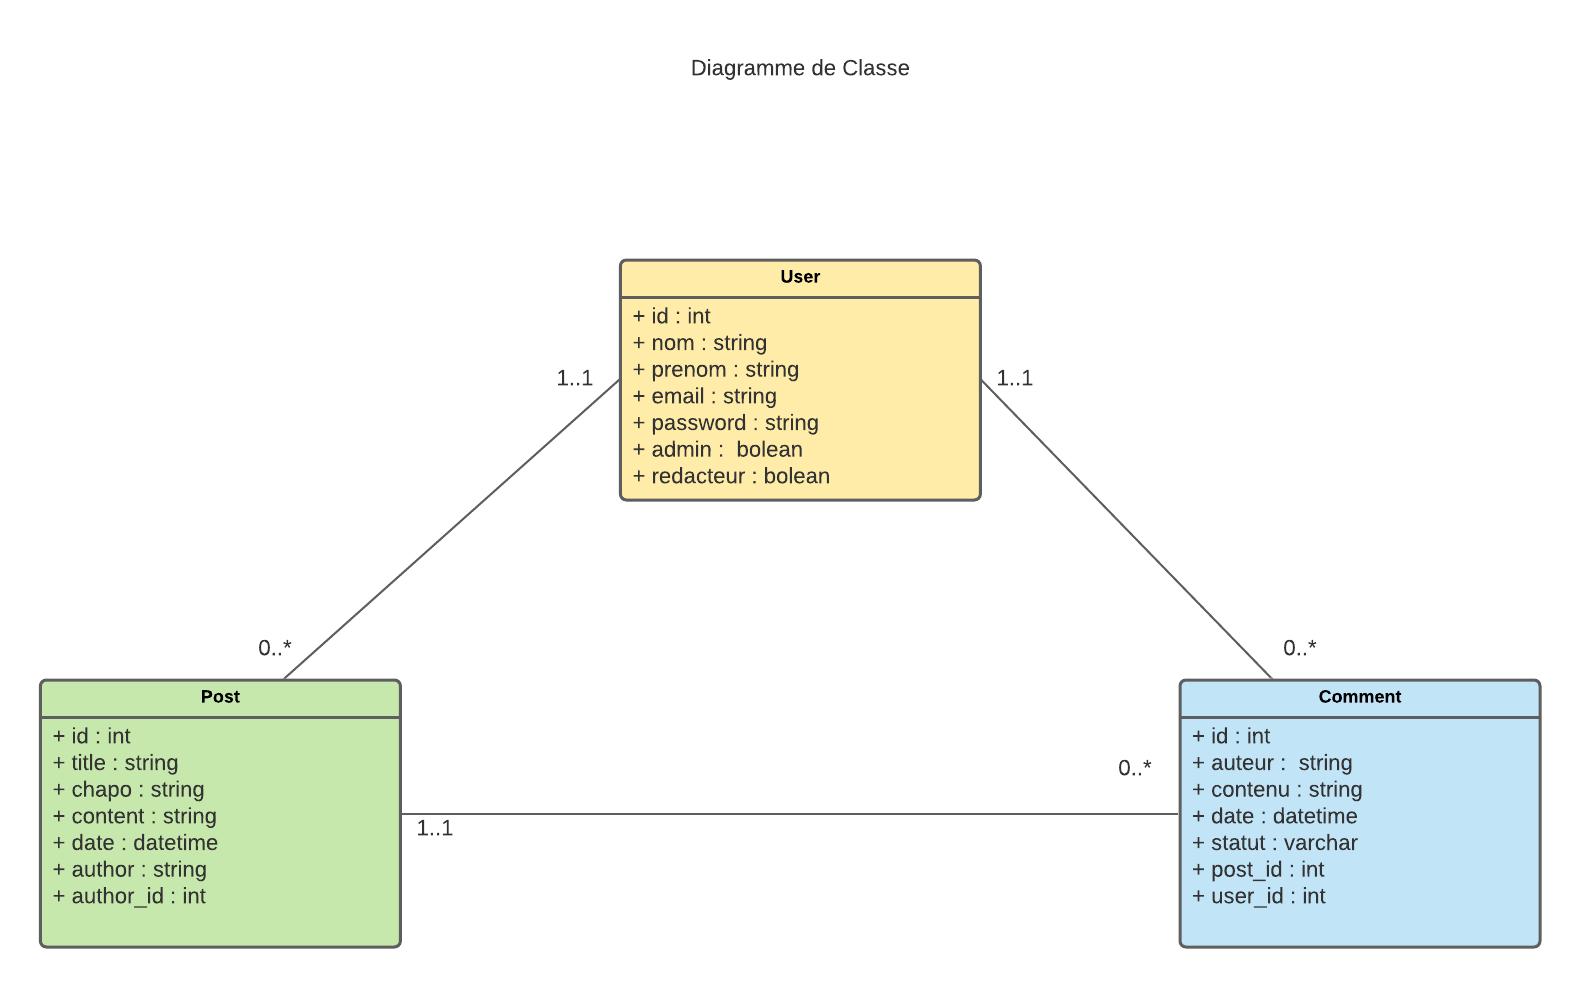 Diagramme de Classe
User
+ id : int
+ nom : string
+ prenom : string
+ email : string
+ password : string
+ admin :  bolean
+ redacteur : bolean
1..1
1..1
0..*
0..*
Post
+ id : int
+ title : string
+ chapo : string
+ content : string
+ date : datetime
+ author : string
+ author_id : int
1..1
0..*
Comment
+ id : int
+ auteur :  string
+ contenu : string
+ date : datetime
+ statut : varchar
+ post_id : int
+ user_id : int